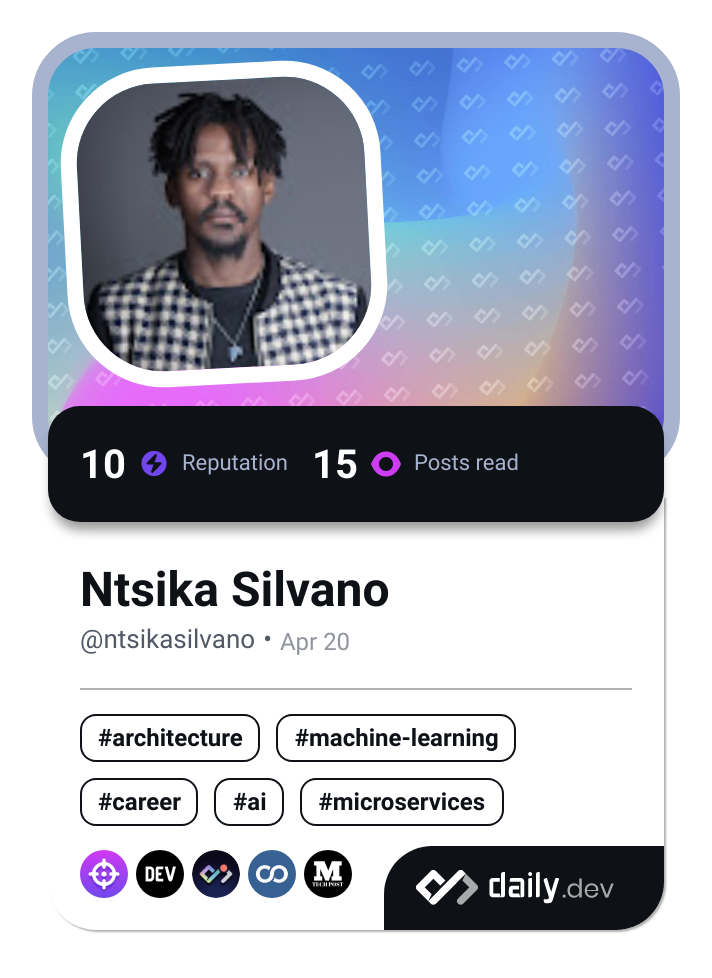 10 Reputation 15 Posts read
Ntsika Silvano
@ntsikasilvano • Apr 20
#architecture #machine-learning
#career #ai #microservices
DEV M TECH POST
daily.dev